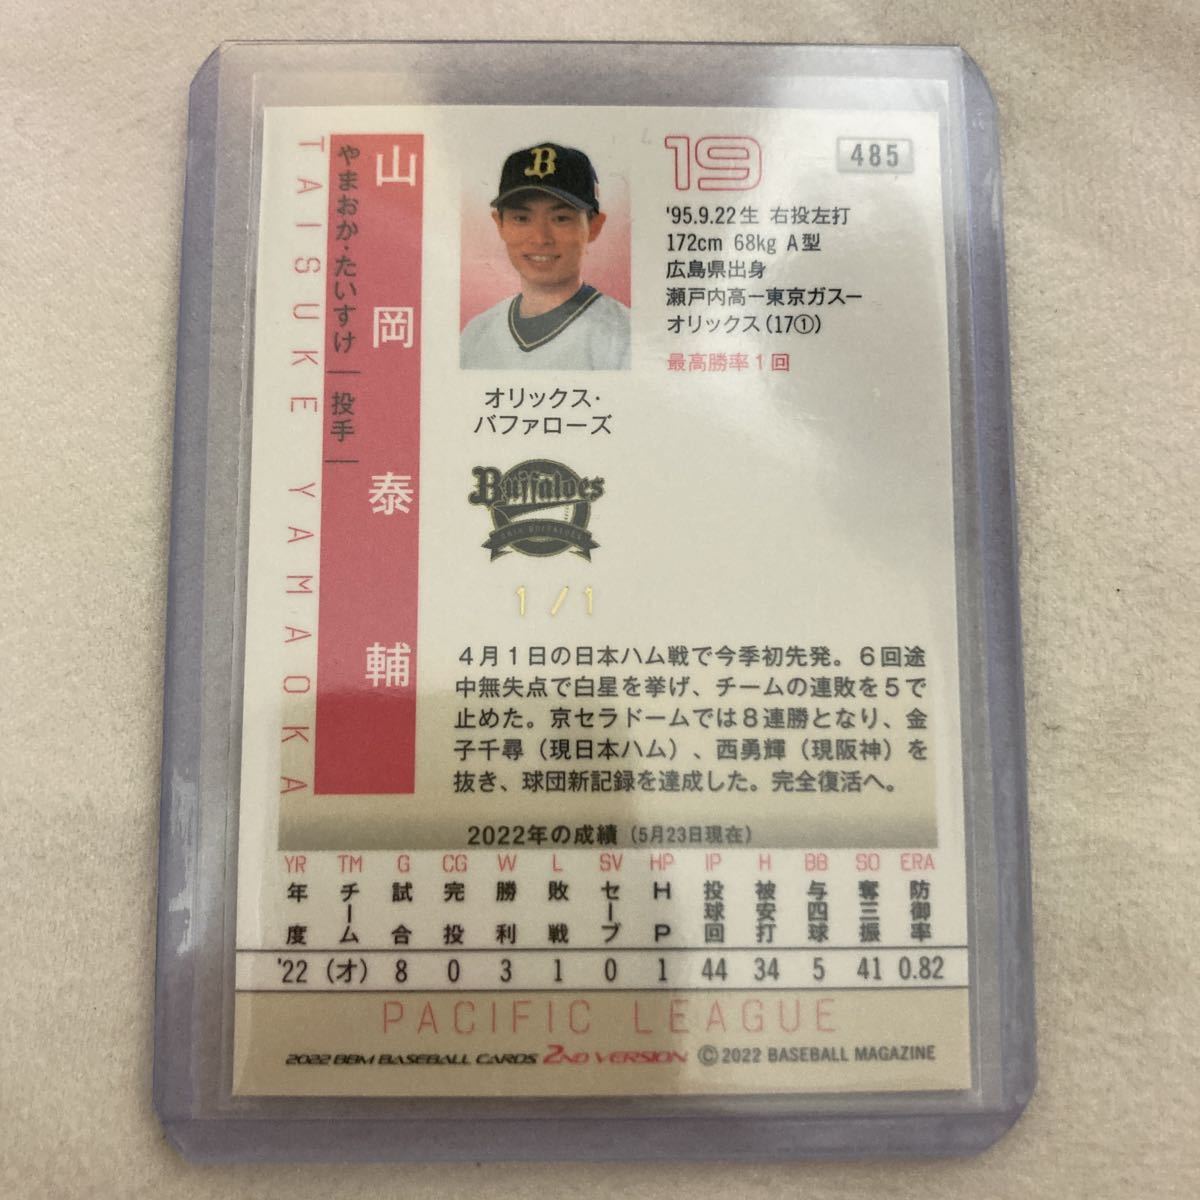 山岡泰輔
やまおか・たいすけ | 投手 |
TAISUKE YAMAOKA
B
19
485
'95.9.22生 右投左打
172cm 68kg A型
広島県出身
瀬戸内高ー東京ガスー
オリックス(17①)
最高勝率1回
オリックス・
バファローズ
Buffaloes
ORIX BUFFALOES
1/1
4月1日の日本ハム戦で今季初先発。6回途
中無失点で白星を挙げ、チームの連敗を5で
止めた。京セラドームでは8連勝となり、金
子千尋(現日本ハム)、西勇輝(現阪神)を
抜き、球団新記録を達成した。完全復活へ。
2022年の成績(5月23日現在)
YR TM G CG W L SV HP IP H BB SO ERA
年度 チーム 試合 完投 勝利 敗戦 セーブ HP 投球回 被安打 与四球 奪三振 防御率
'22 (オ) 8 0 3 1 0 1 44 34 5 41 0.82
PACIFIC LEAGUE
2022 BBM BASEBALL CARDS 2ND VERSION ©2022 BASEBALL MAGAZINE